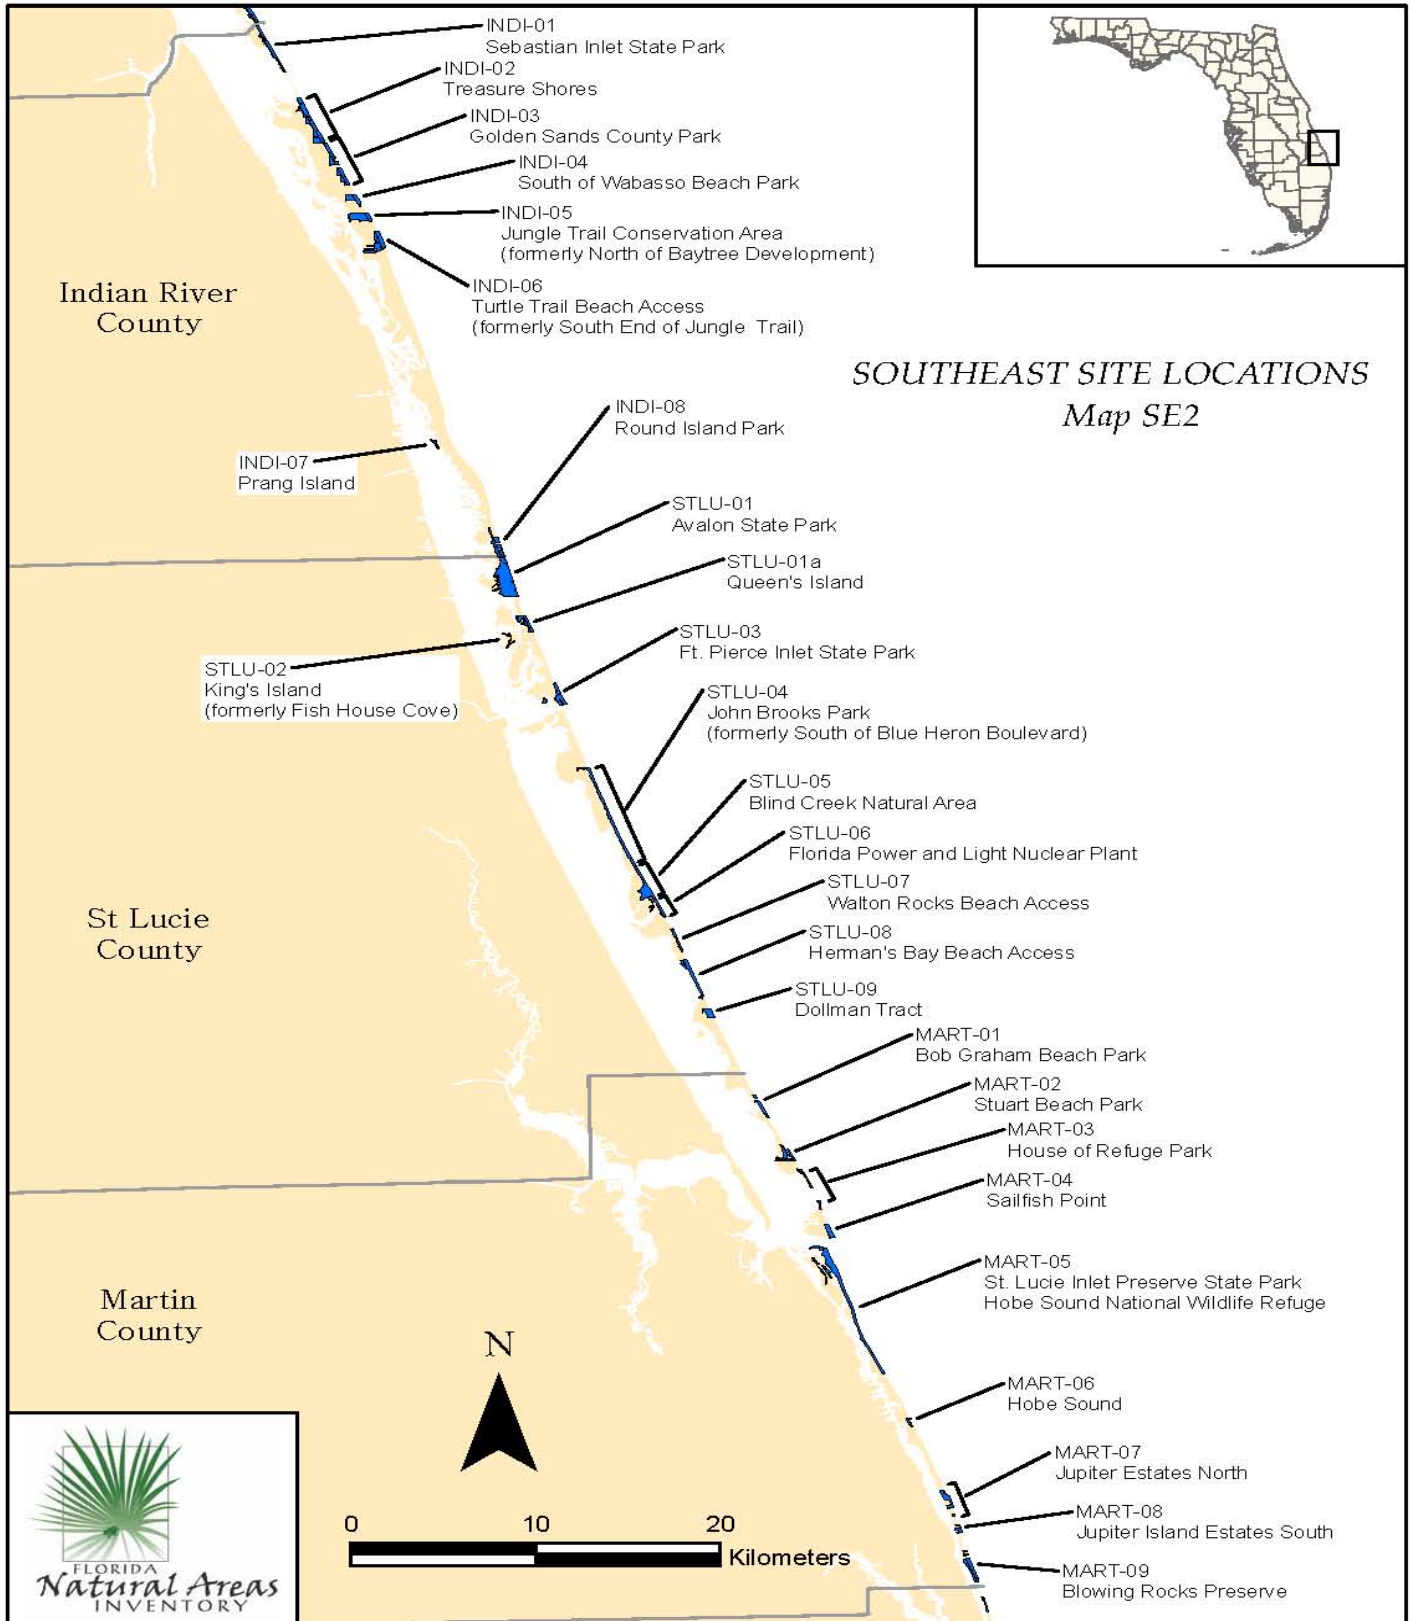 INDI-01
Sebastian Inlet State Park
INDI-02
Treasure Shores
INDI-03
Golden Sands County Park
INDI-04
South of Wabasso Beach Park
INDI-05
Jungle Trail Conservation Area
(formerly North of Baytree Development)
INDI-06
Turtle Trail Beach Access
(formerly South End of Jungle Trail)
Indian River
County
SOUTHEAST SITE LOCATIONS
Map SE2
INDI-08
Round Island Park
INDI-07
Prang Island
STLU-01
Avalon State Park
STLU-01a
Queen's Island
STLU-03
Ft. Pierce Inlet State Park
STLU-02
King's Island
(formerly Fish House Cove)
STLU-04
John Brooks Park
(formerly South of Blue Heron Boulevard)
STLU-05
Blind Creek Natural Area
STLU-06
Florida Power and Light Nuclear Plant
STLU-07
Walton Rocks Beach Access
St Lucie
County
STLU-08
Herman's Bay Beach Access
STLU-09
Dollman Tract
MART-01
Bob Graham Beach Park
MART-02
Stuart Beach Park
MART-03
House of Refuge Park
MART-04
Sailfish Point
MART-05
St. Lucie Inlet Preserve State Park
Hobe Sound National Wildlife Refuge
Martin
County
N
MART-06
Hobe Sound
MART-07
Jupiter Estates North
MART-08
Jupiter Island Estates South
MART-09
Blowing Rocks Preserve
0 10 20
Kilometers
FLORIDA
Natural Areas
INVENTORY